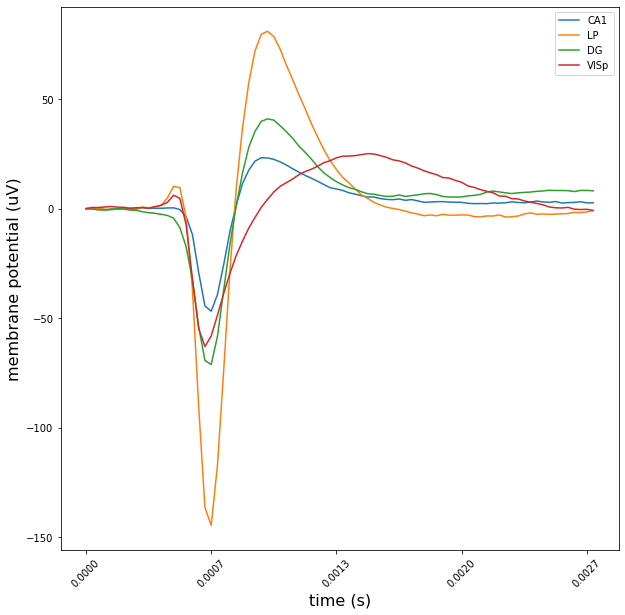 CA1
LP
DG
VISp
membrane potential (uV)
50
0
−50
−100
−150
0.0000
0.0007
0.0013
0.0020
0.0027
time (s)